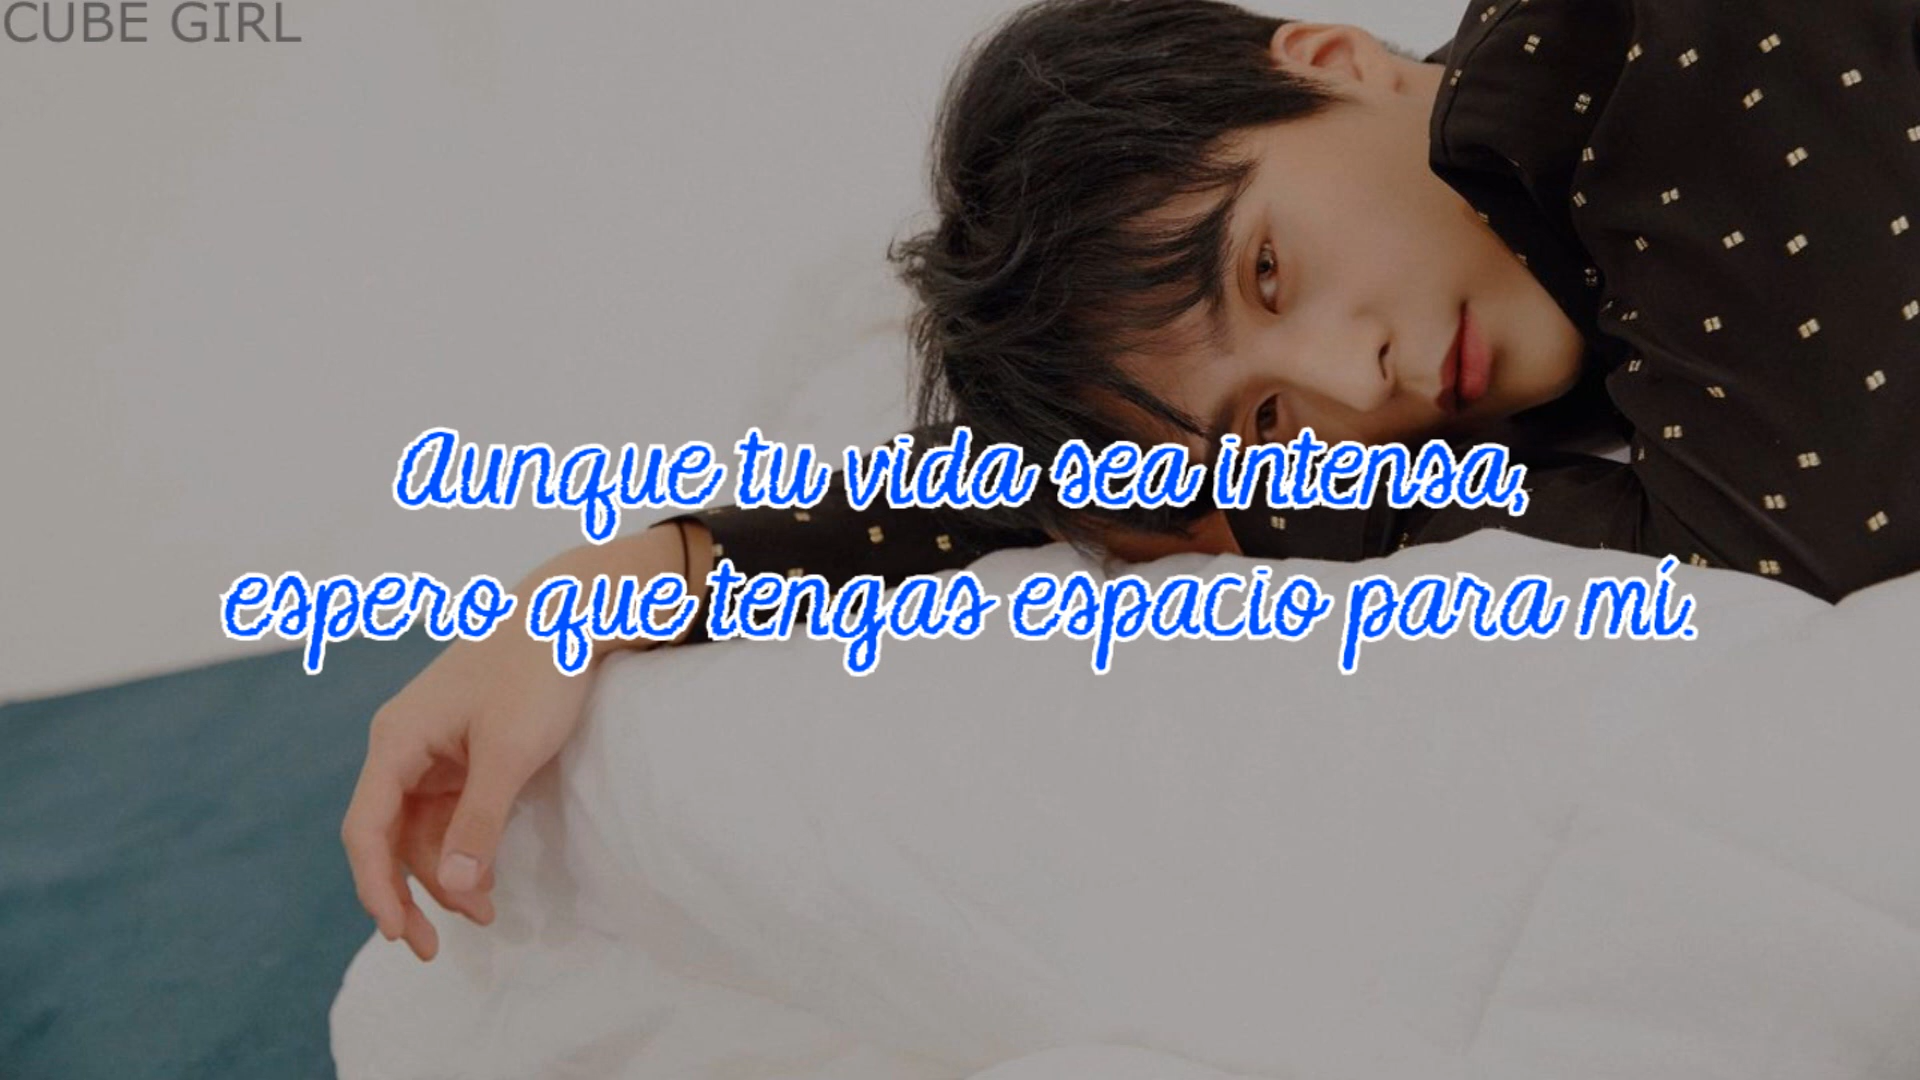 CUBE GIRL
Aunque tu vida sea intensa,
espero que tengas espacio para mí.